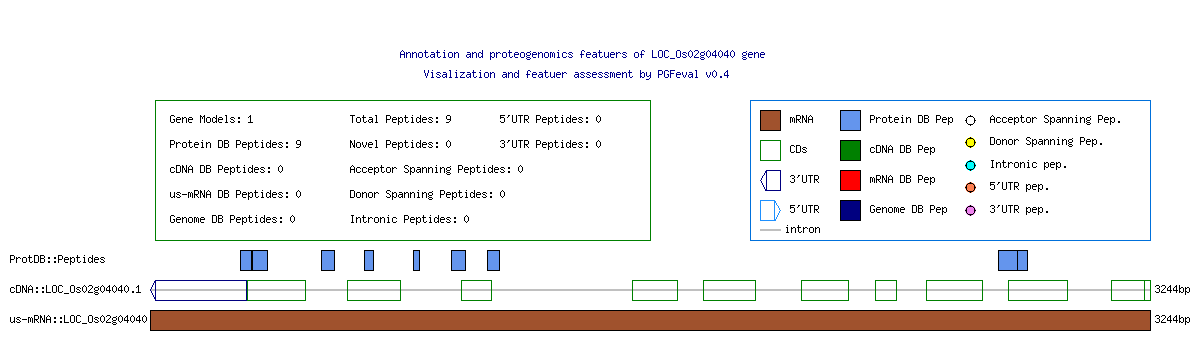 Annotation and proteogenomics featuers of LOC_Os02g04040 gene
Visalization and featuer assessment by PGFeval v0.4
Gene Models: 1 Total Peptides: 9 5'UTR Peptides: 0
Protein DB Peptides: 9 Novel Peptides: 0 3'UTR Peptides: 0
cDNA DB Peptides: 0 Acceptor Spanning Peptides: 0
us-mRNA DB Peptides: 0 Donor Spanning Peptides: 0
Genome DB Peptides: 0 Intronic Peptides: 0
mRNA Protein DB Pep Acceptor Spanning Pep.
CDs cDNA DB Pep Donor Spanning Pep.
3'UTR mRNA DB Pep Intronic pep.
5'UTR Genome DB Pep 5'UTR pep.
intron 3'UTR pep.
ProtDB::Peptides
cDNA::LOC_Os02g04040.1 3244bp
us-mRNA::LOC_Os02g04040 3244bp